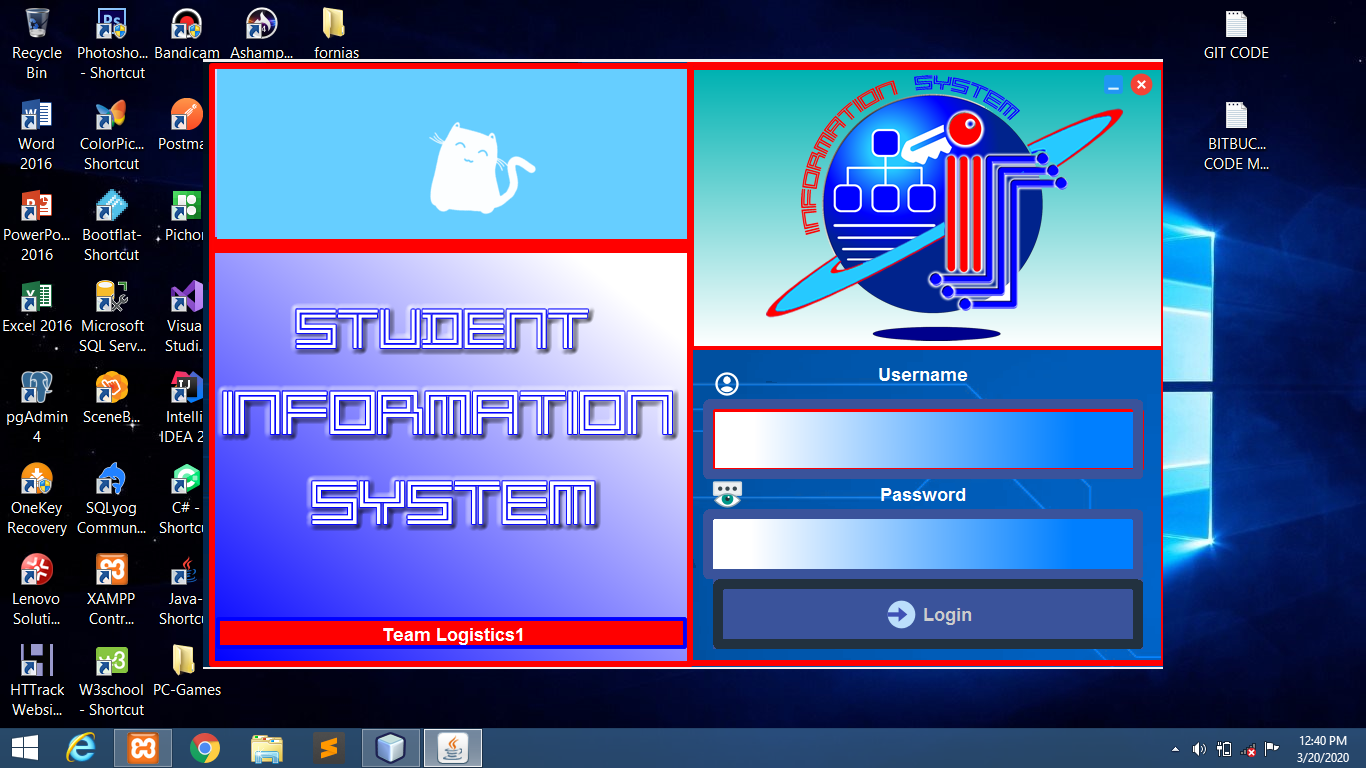 Recycle
Bin
Photosho...
- Shortcut
Bandicam
Ashamp...
fornias
GIT CODE
Word
2016
ColorPic...
Shortcut
Postma
BITBUC...
CODE M...
PowerPo...
2016
Bootflat-
Shortcut
Pichon
Excel 2016
Microsoft
SQL Serv...
Visua
Studi...
pgAdmin
4
SceneB...
Intelli
IDEA 2
OneKey
Recovery
SQLyog
Commun...
C# -
Shortcu
Lenovo
Soluti...
XAMPP
Contr...
Java-
Shortcu
HTTrack
Websi...
W3school
- Shortcut
PC-Games
STUDENT
INFORMATION
SYSTEM
Team Logistics1
INFORMATION SYSTEM
Username
Password
Login
12:40 PM
3/20/2020